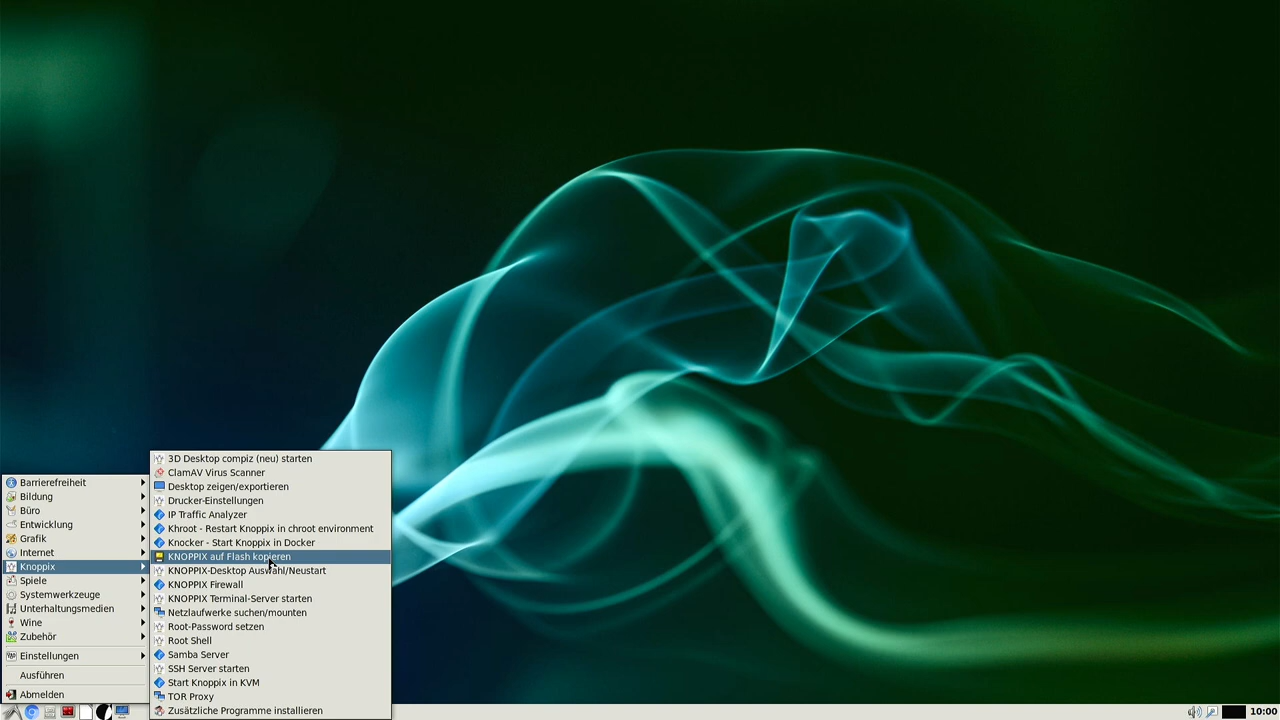 3D Desktop compiz (neu) starten
ClamAV Virus Scanner
Desktop zeigen/exportieren
Drucker-Einstellungen
IP Traffic Analyzer
Khroot - Restart Knoppix in chroot environment
Knocker - Start Knoppix in Docker
KNOPPIX auf Flash kopieren
KNOPPIX-Desktop Auswahl/Neustart
KNOPPIX Firewall
KNOPPIX Terminal-Server starten
Netzlaufwerke suchen/mounten
Root-Password setzen
Root Shell
Samba Server
SSH Server starten
Start Knoppix in KVM
TOR Proxy
Zusätzliche Programme installieren
Barrierefreiheit
Bildung
Büro
Entwicklung
Grafik
Internet
Knoppix
Spiele
Systemwerkzeuge
Unterhaltungsmedien
Wine
Zubehör
Einstellungen
Ausführen
Abmelden
10:00